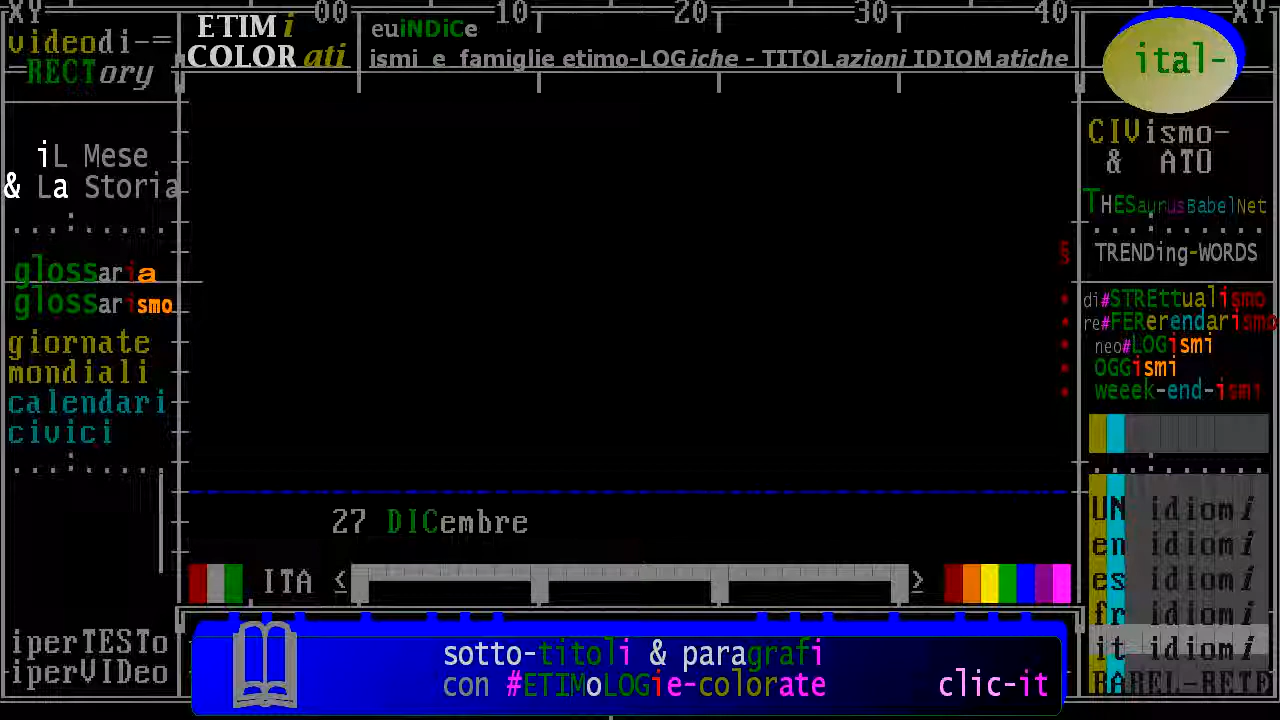 XY 00 10 20 30 40 XY
videodi-=
-RECTory
ETIMi
COLORati
euiNDiCe
ismi e famiglie etimo-LOGiche - TITOLazioni IDIOMatiche
ital-
iL Mese
& La Storia
glossaria
glossarismo
giornate
mondiali
calendari
civici
iperTESTo
iperVIDeo
§
27 DICembre
ITA < >
sotto-titoli & paragrafi
con #ETIMoLOGie-colorate
clic-it
CIVismo-
& ATO
THESaurusBabelNet
TRENDing-WORDS
di#STREttualismo
re#FERerendarismo
neo#LOGismi
OGGismi
weeek-end-ismi
UN idiomi
en idiomi
es idiomi
fr idiomi
it idiomi
BABEL-RETE